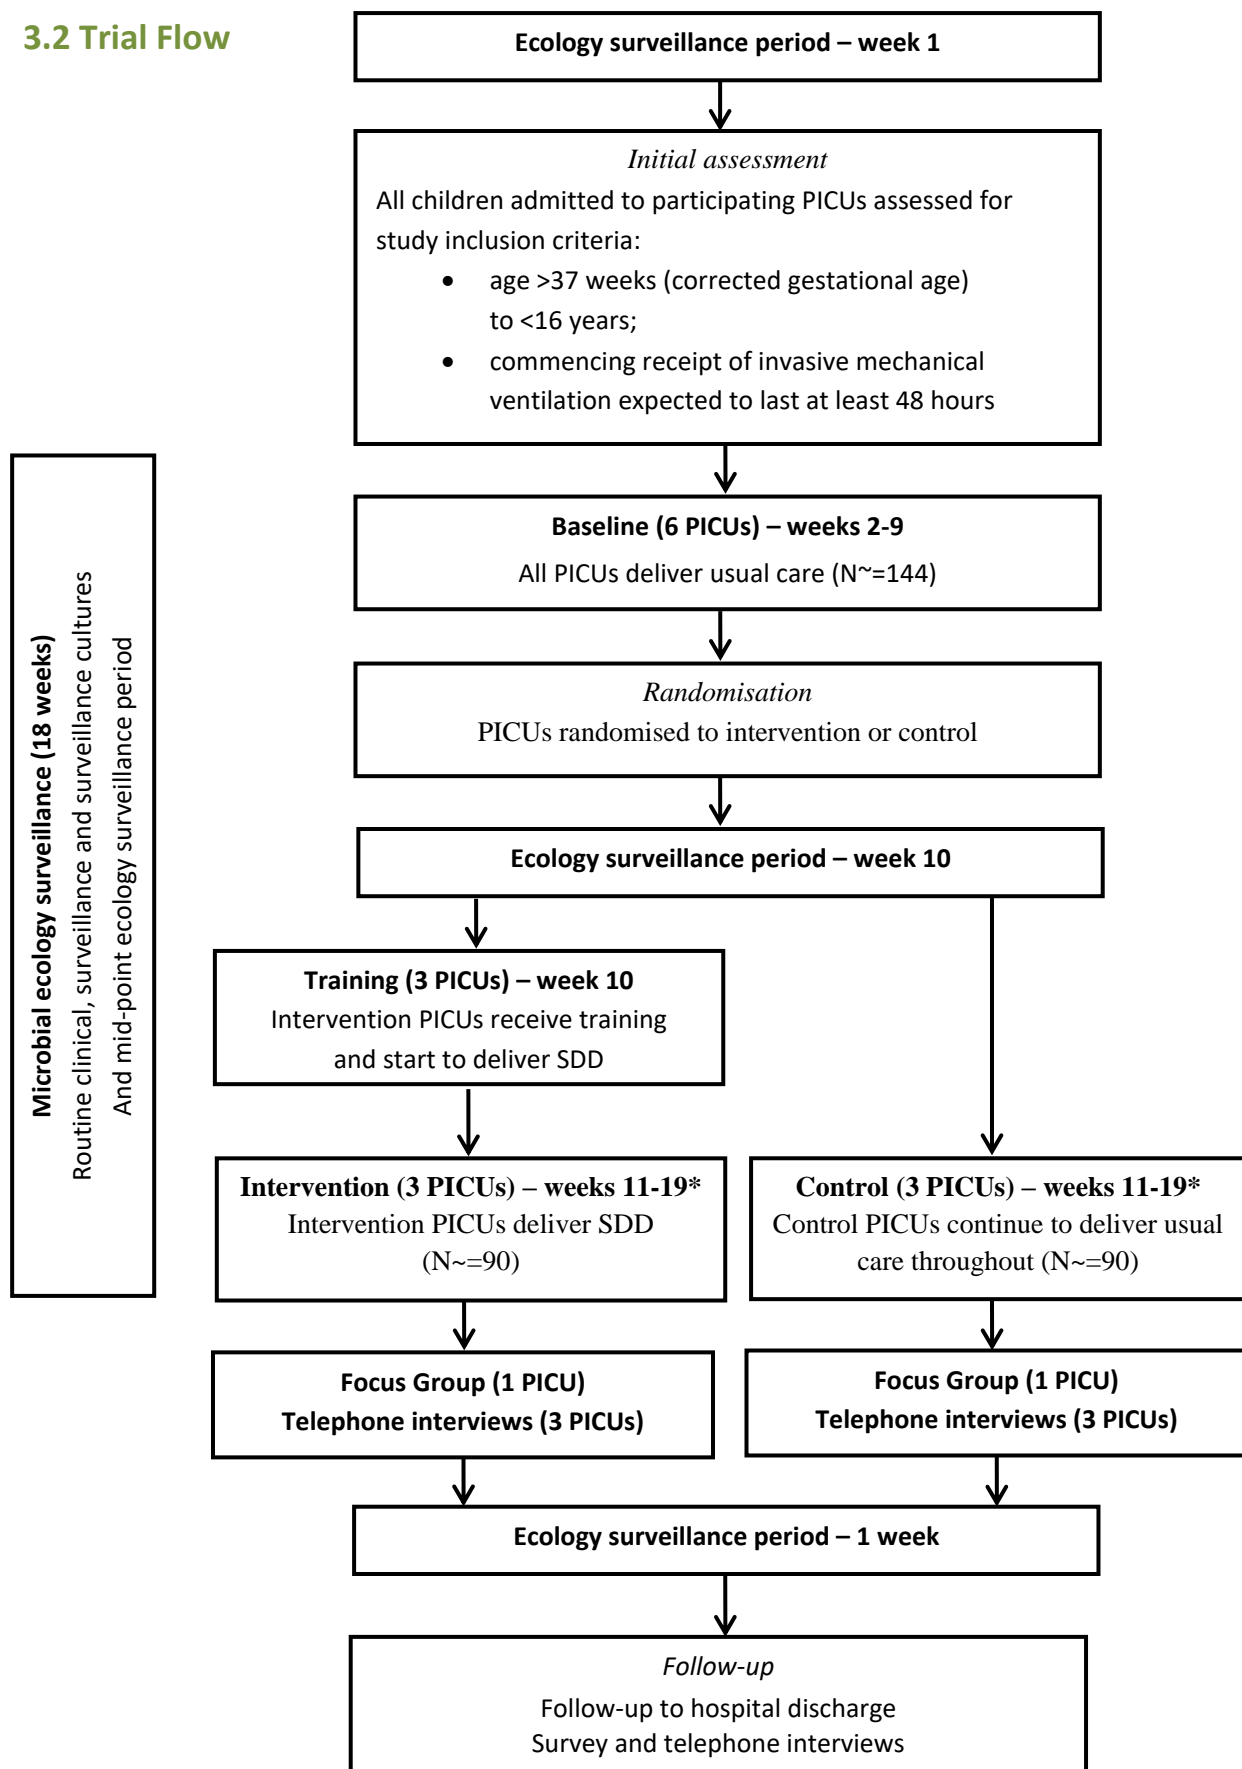 3.2 Trial Flow
Ecology surveillance period – week 1
Initial assessment
All children admitted to participating PICUs assessed for
study inclusion criteria:
• age >37 weeks (corrected gestational age)
to <16 years;
• commencing receipt of invasive mechanical
ventilation expected to last at least 48 hours
Microbial ecology surveillance (18 weeks)
Routine clinical, surveillance and surveillance cultures
And mid-point ecology surveillance period
Baseline (6 PICUs) – weeks 2-9
All PICUs deliver usual care (N~=144)
Randomisation
PICUs randomised to intervention or control
Ecology surveillance period – week 10
Training (3 PICUs) – week 10
Intervention PICUs receive training
and start to deliver SDD
Intervention (3 PICUs) – weeks 11-19*
Intervention PICUs deliver SDD
(N~=90)
Control (3 PICUs) – weeks 11-19*
Control PICUs continue to deliver usual
care throughout (N~=90)
Focus Group (1 PICU)
Telephone interviews (3 PICUs)
Focus Group (1 PICU)
Telephone interviews (3 PICUs)
Ecology surveillance period – 1 week
Follow-up
Follow-up to hospital discharge
Survey and telephone interviews